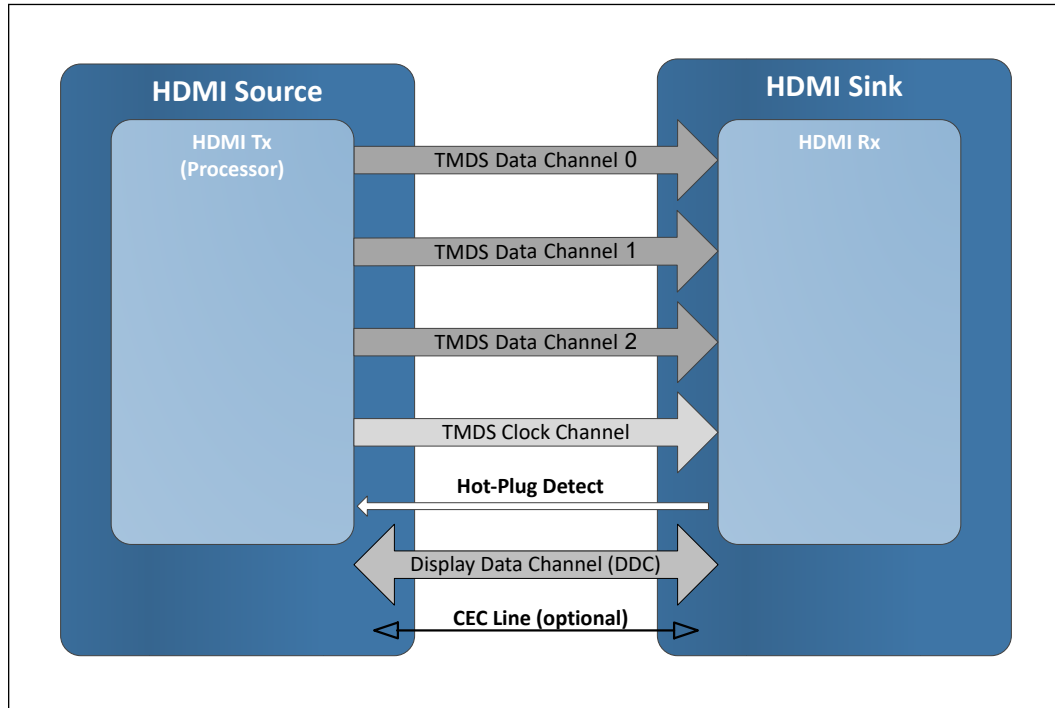 HDMI Source
HDMI Tx
(Processor)
HDMI Sink
HDMI Rx
TMDS Data Channel 0
TMDS Data Channel 1
TMDS Data Channel 2
TMDS Clock Channel
Hot-Plug Detect
Display Data Channel (DDC)
CEC Line (optional)